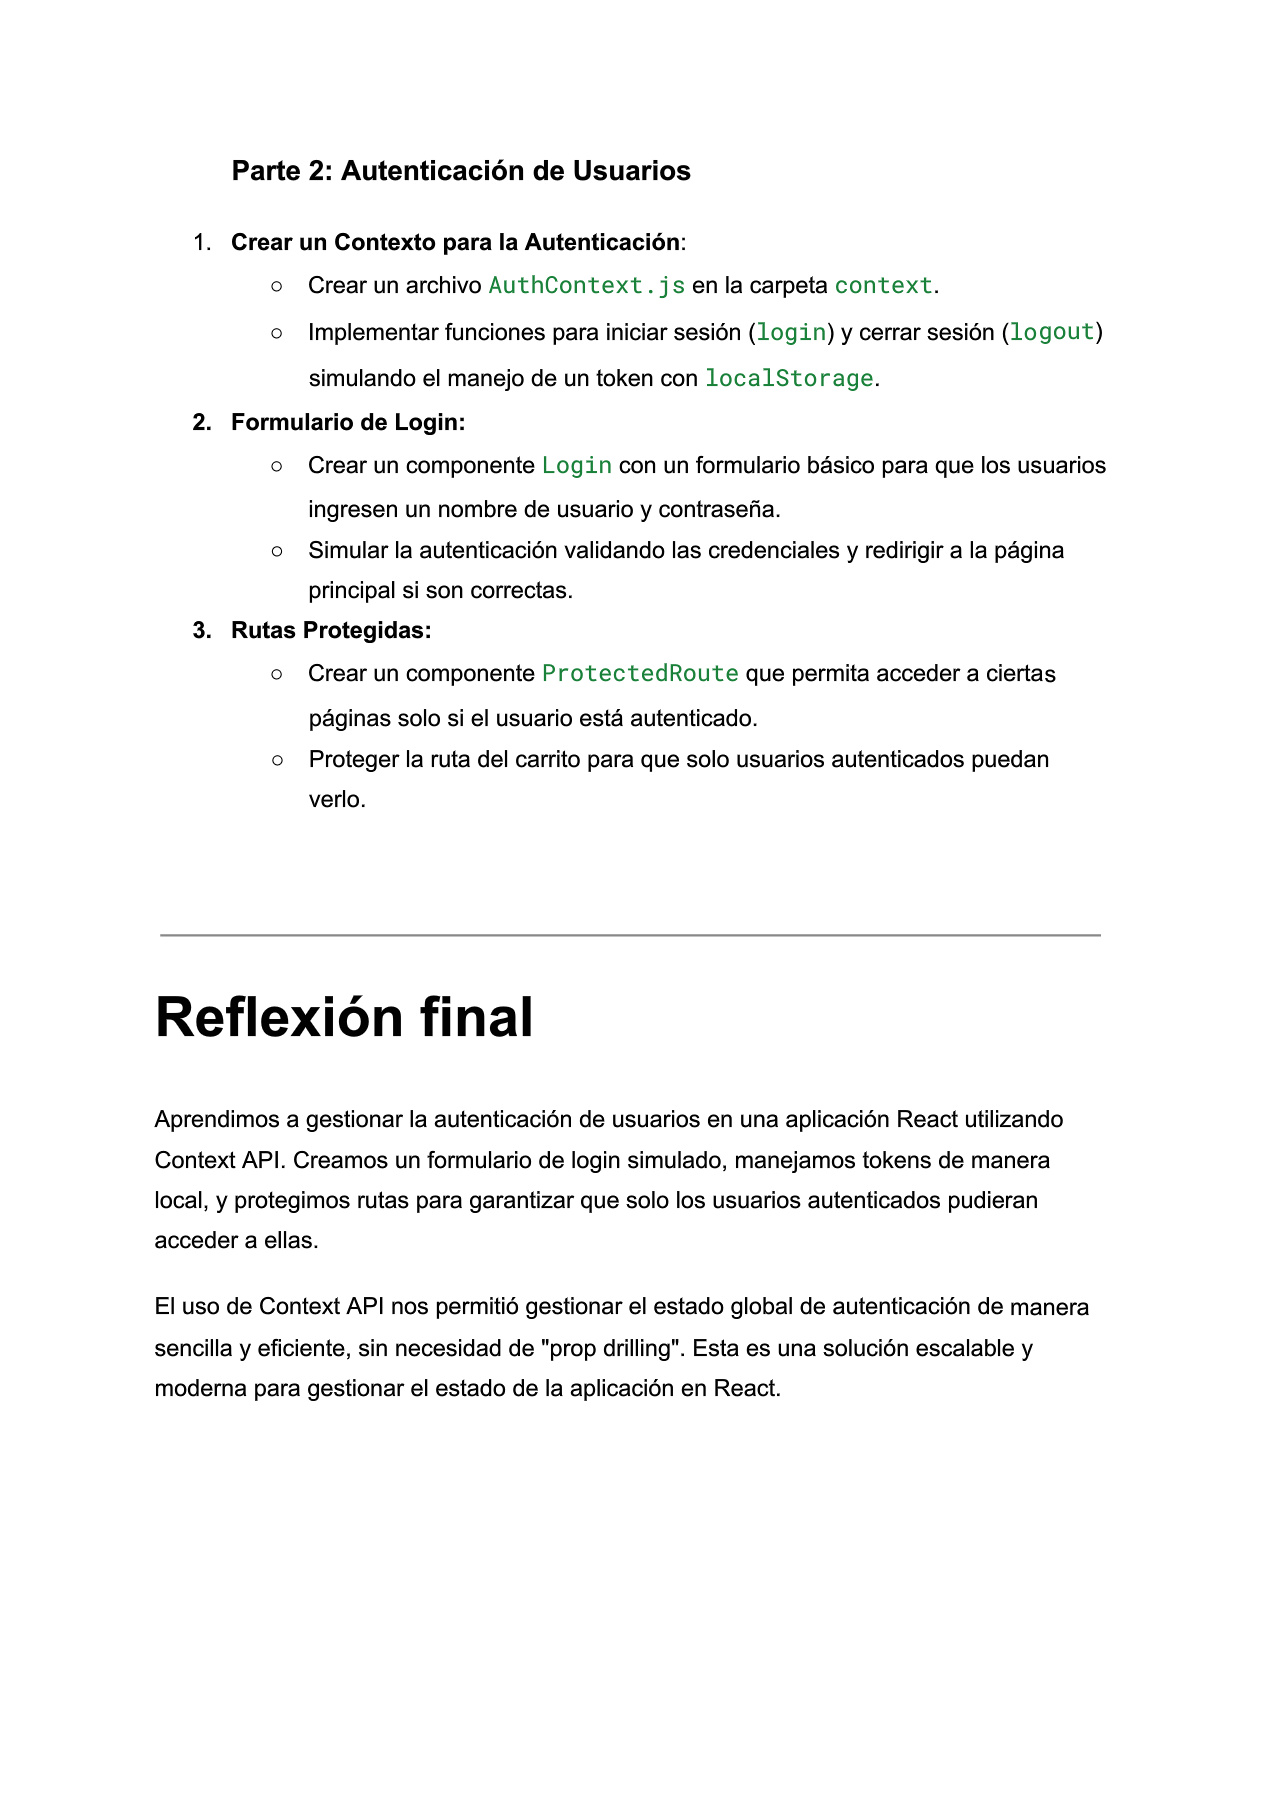 Parte 2: Autenticación de Usuarios
1. Crear un Contexto para la Autenticación:
○ Crear un archivo AuthContext.js en la carpeta context.
○ Implementar funciones para iniciar sesión (login) y cerrar sesión (logout)
simulando el manejo de un token con localStorage.
2. Formulario de Login:
○ Crear un componente Login con un formulario básico para que los usuarios
ingresen un nombre de usuario y contraseña.
○ Simular la autenticación validando las credenciales y redirigir a la página
principal si son correctas.
3. Rutas Protegidas:
○ Crear un componente ProtectedRoute que permita acceder a ciertas
páginas solo si el usuario está autenticado.
○ Proteger la ruta del carrito para que solo usuarios autenticados puedan
verlo.
Reflexión final
Aprendimos a gestionar la autenticación de usuarios en una aplicación React utilizando
Context API. Creamos un formulario de login simulado, manejamos tokens de manera
local, y protegimos rutas para garantizar que solo los usuarios autenticados pudieran
acceder a ellas.
El uso de Context API nos permitió gestionar el estado global de autenticación de manera
sencilla y eficiente, sin necesidad de "prop drilling". Esta es una solución escalable y
moderna para gestionar el estado de la aplicación en React.